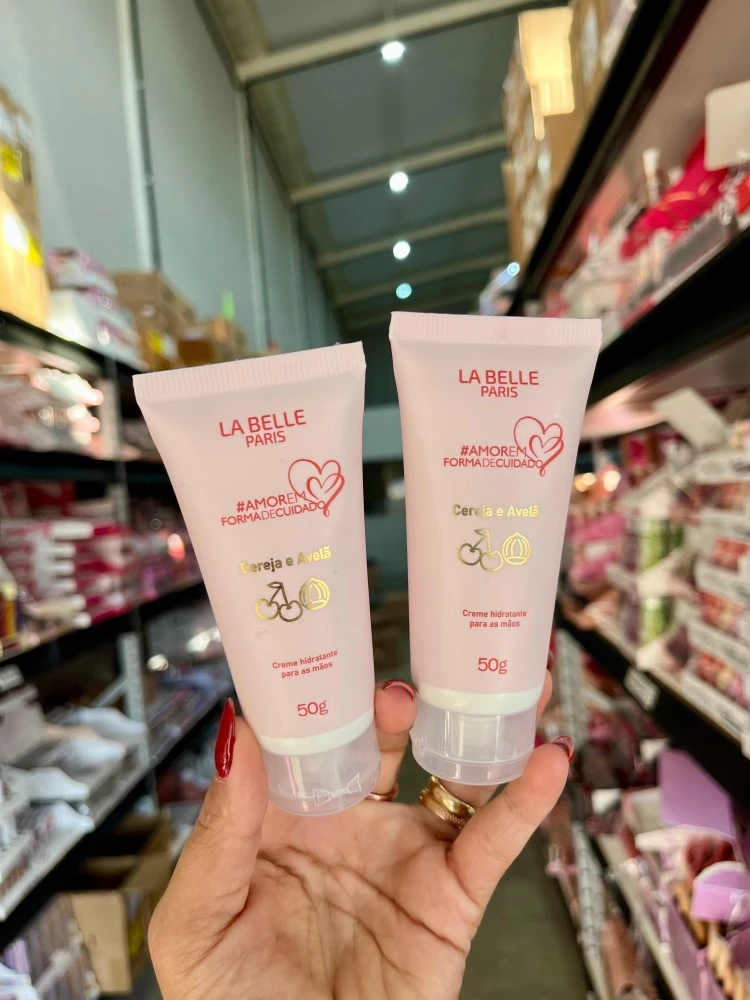 LA BELLE
PARIS
#AMOREM
FORMADECUIDADO
Cereja e Avelã
Creme hidratante
para as mãos
50g
LA BELLE
PARIS
#AMOREM
FORMADECUIDADO
Cereja e Avelã
Creme hidratante
para as mãos
50g